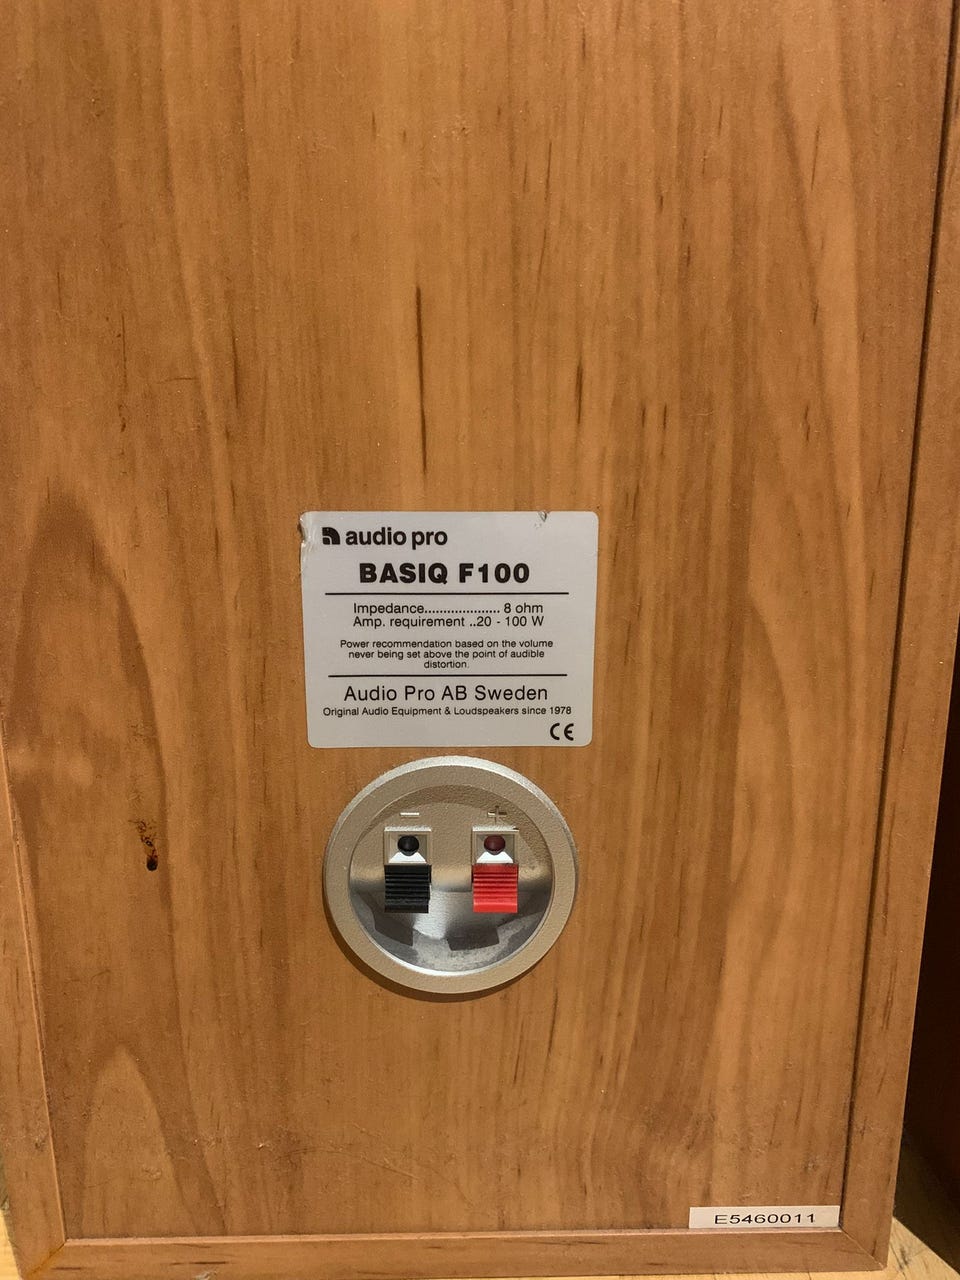 audio pro
BASIQ F100
Impedance.................... 8 ohm
Amp. requirement ..20 - 100 W
Power recommendation based on the volume
never being set above the point of audible
distortion.
Audio Pro AB Sweden
Original Audio Equipment & Loudspeakers since 1978
CE
- +
E5460011